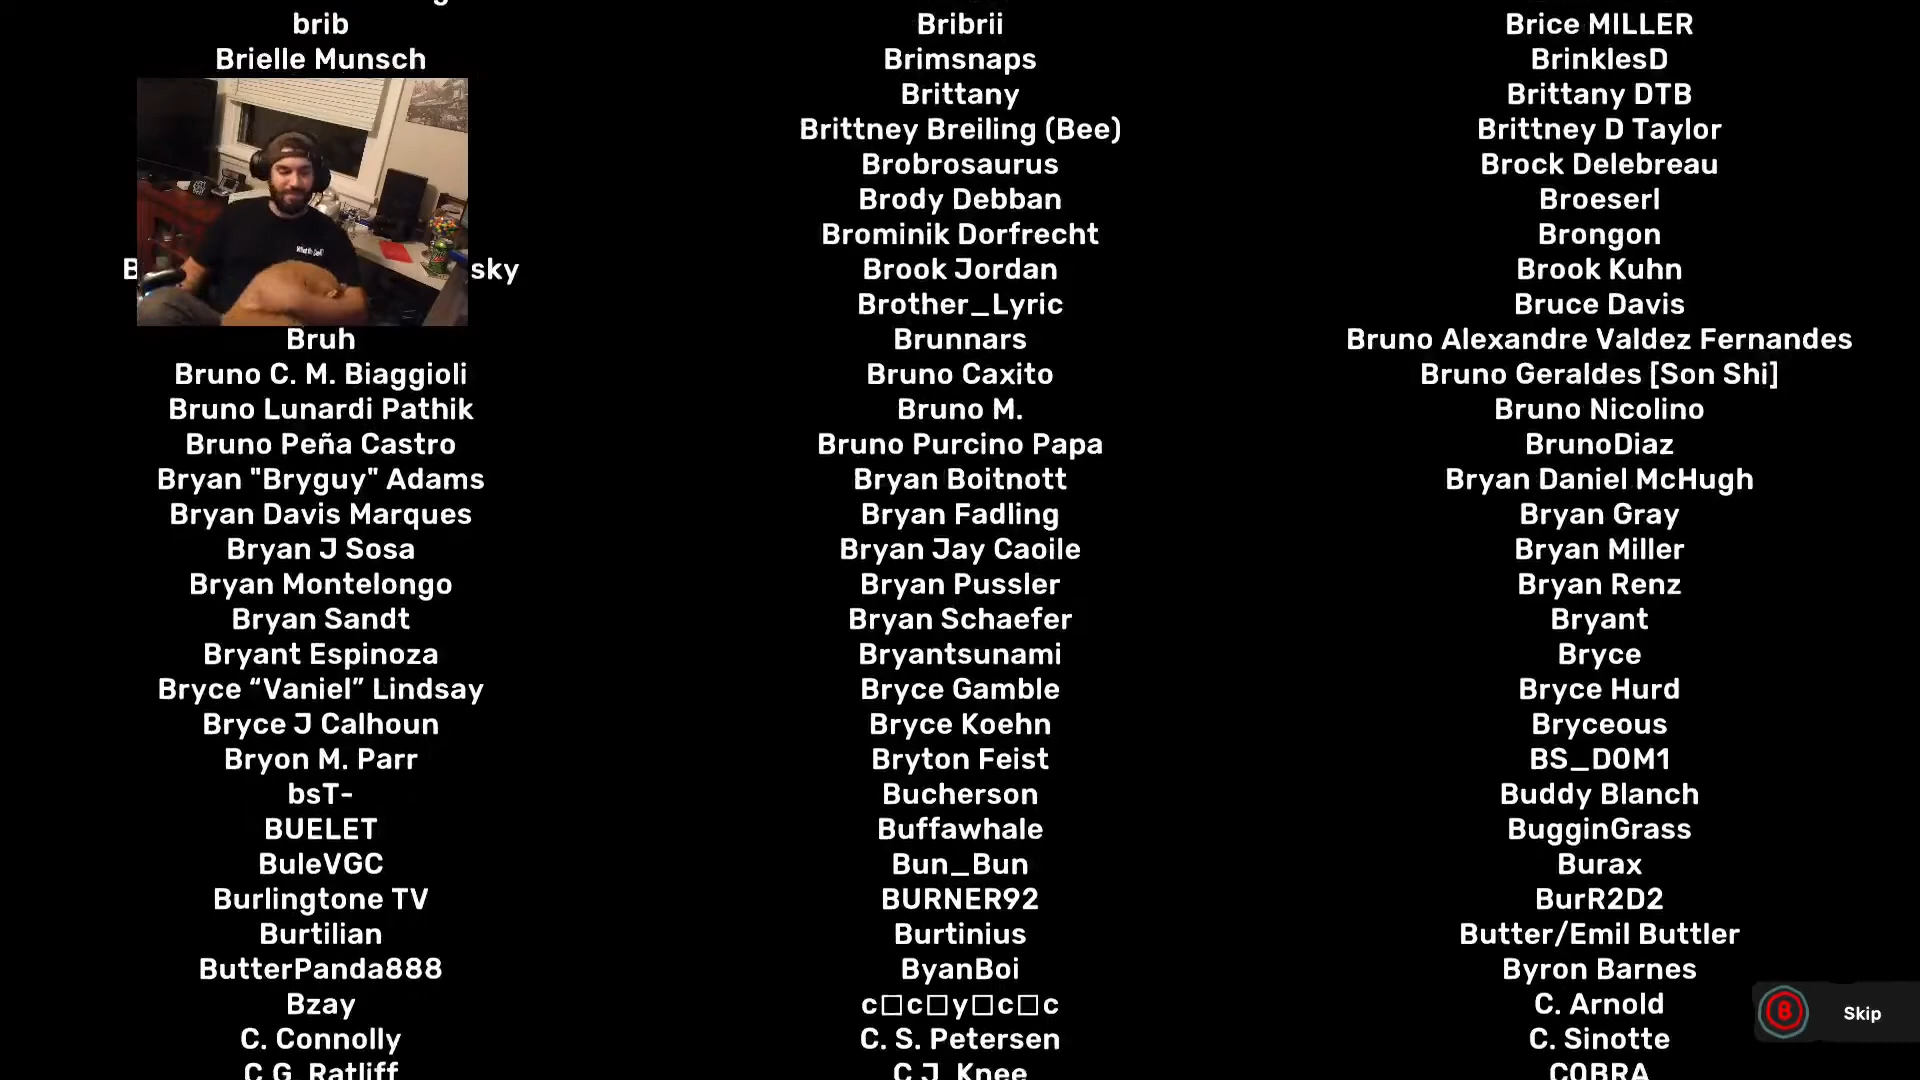 brib Bribrii Brice MILLER
Brielle Munsch Brimsnaps BrinklesD
Brittany Brittany DTB
Brittney Breiling (Bee) Brittney D Taylor
Brobrosaurus Brock Delebreau
Brody Debban Broeserl
Brominik Dorfrecht Brongon
sky Brook Jordan Brook Kuhn
Brother_Lyric Bruce Davis
Bruh Brunnars Bruno Alexandre Valdez Fernandes
Bruno C. M. Biaggioli Bruno Caxito Bruno Geraldes [Son Shi]
Bruno Lunardi Pathik Bruno M. Bruno Nicolino
Bruno Peña Castro Bruno Purcino Papa BrunoDiaz
Bryan "Bryguy" Adams Bryan Boitnott Bryan Daniel McHugh
Bryan Davis Marques Bryan Fadling Bryan Gray
Bryan J Sosa Bryan Jay Caoile Bryan Miller
Bryan Montelongo Bryan Pussler Bryan Renz
Bryan Sandt Bryan Schaefer Bryant
Bryant Espinoza Bryantsunami Bryce
Bryce “Vaniel” Lindsay Bryce Gamble Bryce Hurd
Bryce J Calhoun Bryce Koehn Bryceous
Bryon M. Parr Bryton Feist BS_DOM1
bsT- Bucherson Buddy Blanch
BUELET Buffawhale BugginGrass
BuleVGC Bun_Bun Burax
Burlingtone TV BURNER92 BurR2D2
Burtilian Burtinius Butter/Emil Buttler
ButterPanda888 ByanBoi Byron Barnes
Bzay c□c□y□c□c C. Arnold
C. Connolly C. S. Petersen C. Sinotte
C.G. Ratliff C.J. Knee C0BRA
B Skip